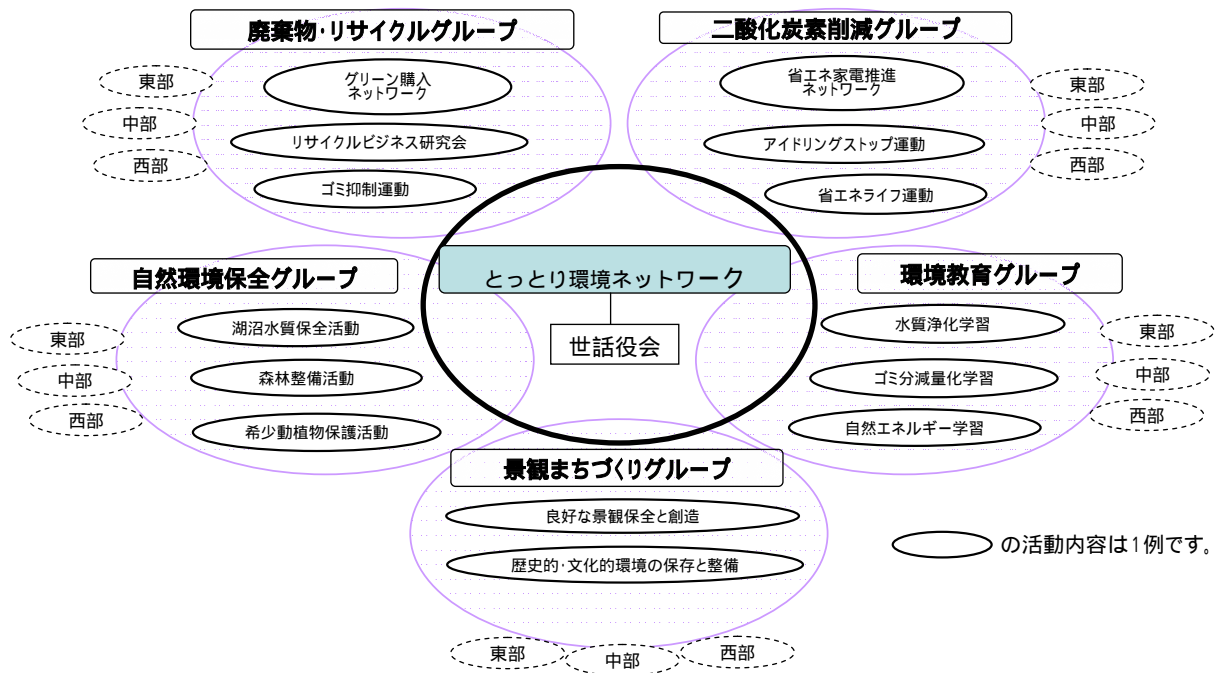 廃棄物・リサイクルグループ
東部
中部
西部
グリーン購入
ネットワーク
リサイクルビジネス研究会
ゴミ抑制運動
二酸化炭素削減グループ
省エネ家電推進
ネットワーク
アイドリングストップ運動
省エネライフ運動
東部
中部
西部
とっとり環境ネットワーク
世話役会
自然環境保全グループ
東部
中部
西部
湖沼水質保全活動
森林整備活動
希少動植物保護活動
環境教育グループ
水質浄化学習
ゴミ分減量化学習
自然エネルギー学習
東部
中部
西部
景観まちづくりグループ
良好な景観保全と創造
歴史的・文化的環境の保存と整備
東部
中部
西部
の活動内容は1例です。